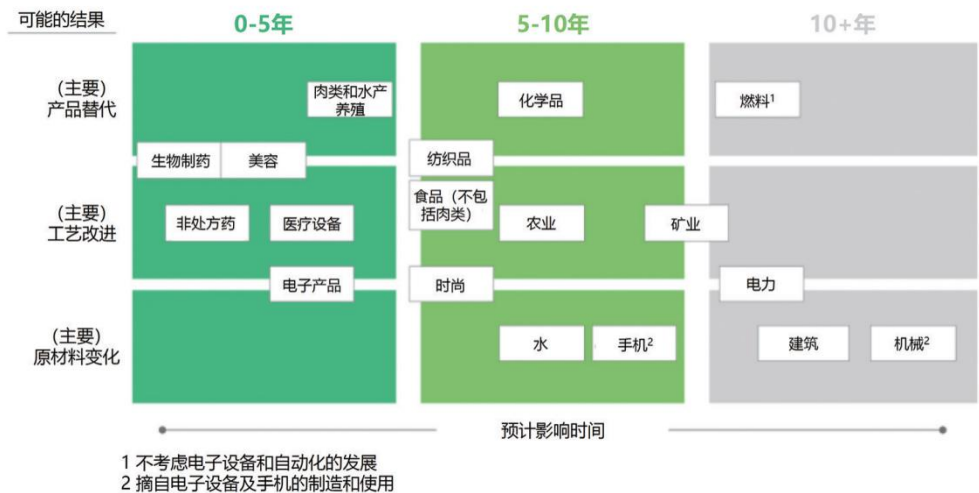 可能的结果
0-5年
5-10年
10+年
(主要)
产品替代
肉类和水产
养殖
化学品
燃料¹
生物制药
美容
纺织品
(主要)
工艺改进
非处方药
医疗设备
食品（不包
括肉类）
农业
矿业
电子产品
时尚
电力
(主要)
原材料变化
水
手机²
建筑
机械²
预计影响时间
1 不考虑电子设备和自动化的发展
2 摘自电子设备及手机的制造和使用